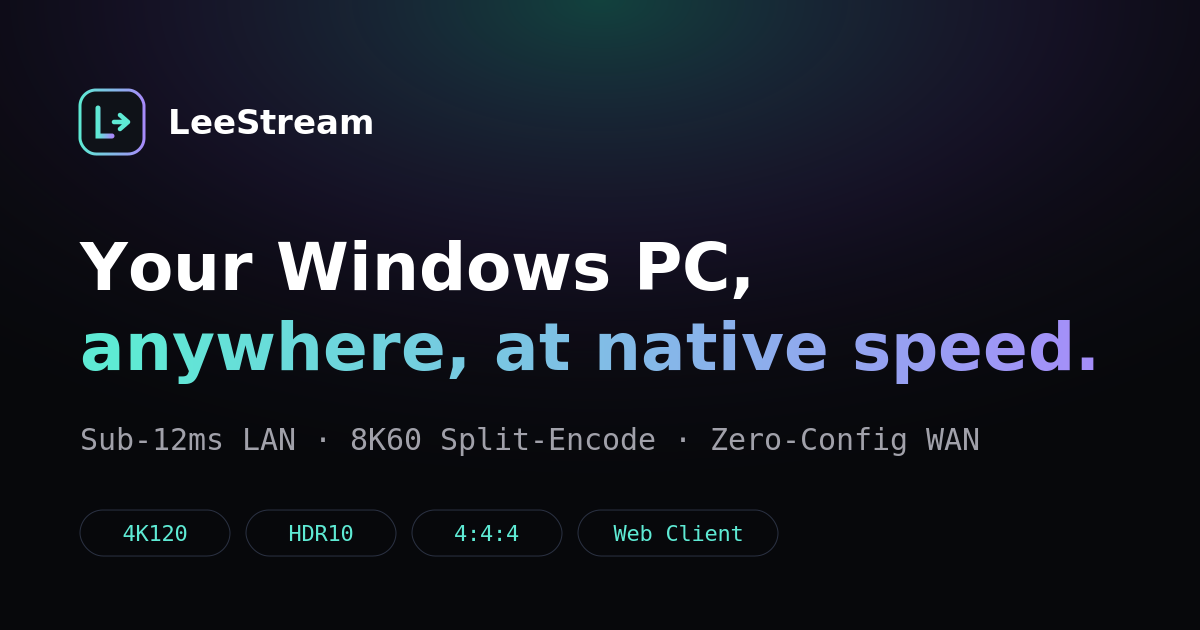 LeeStream
Your Windows PC,
anywhere, at native speed.
Sub-12ms LAN · 8K60 Split-Encode · Zero-Config WAN
4K120 HDR10 4:4:4 Web Client